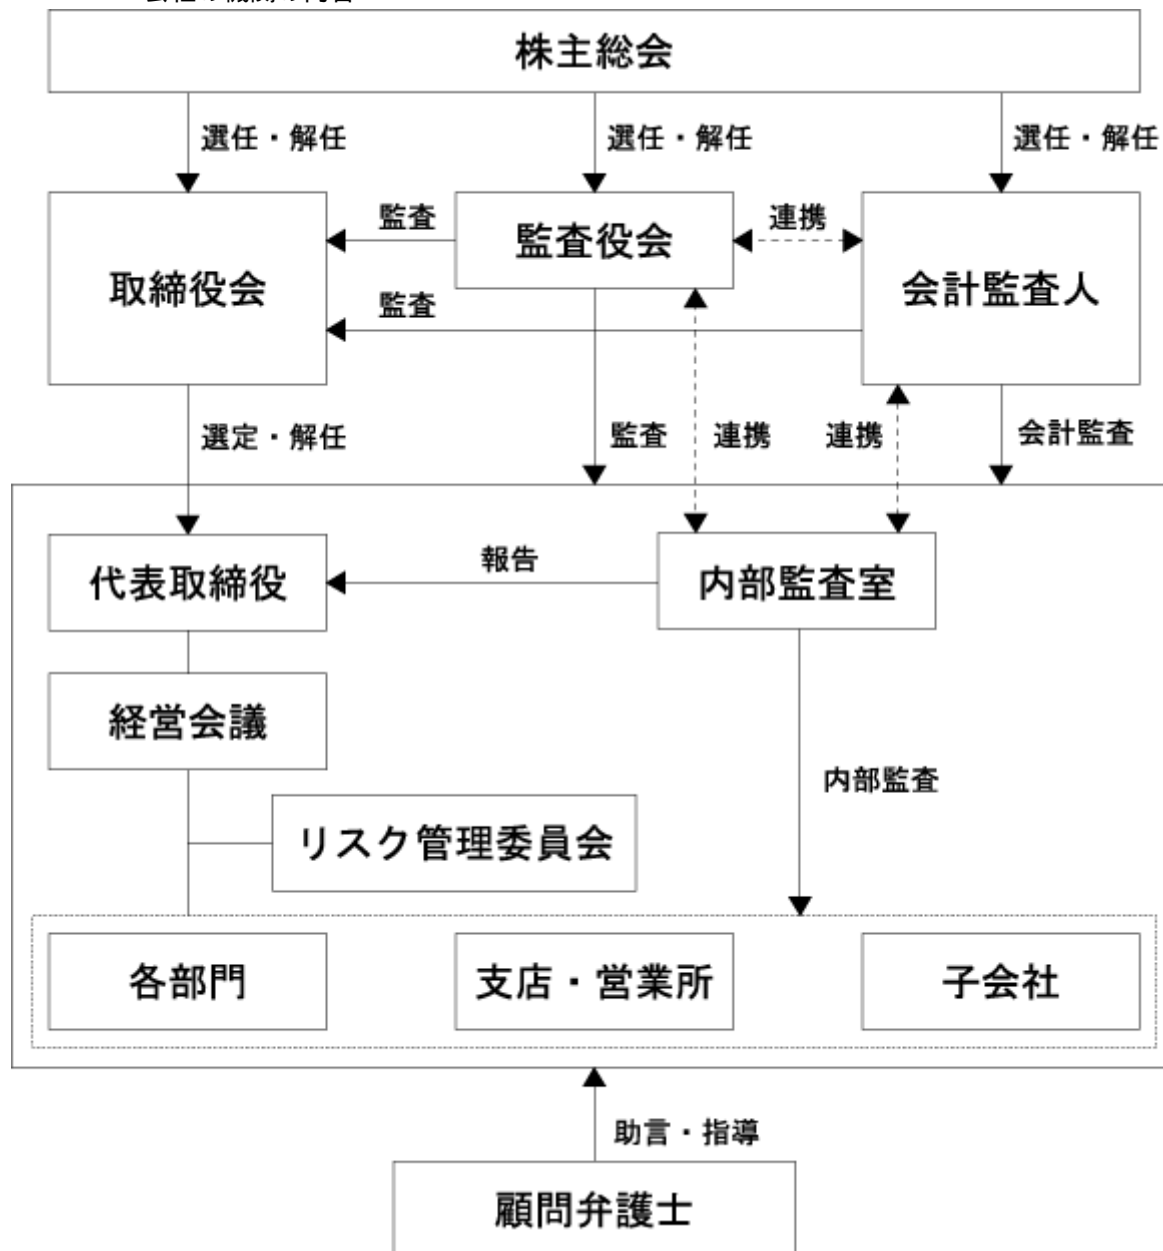 株主総会
選任・解任
選任・解任
選任・解任
取締役会
監査
監査役会
連携
会計監査人
監査
選定・解任
監査
連携
連携
会計監査
代表取締役
報告
内部監査室
経営会議
内部監査
リスク管理委員会
各部門
支店・営業所
子会社
助言・指導
顧問弁護士